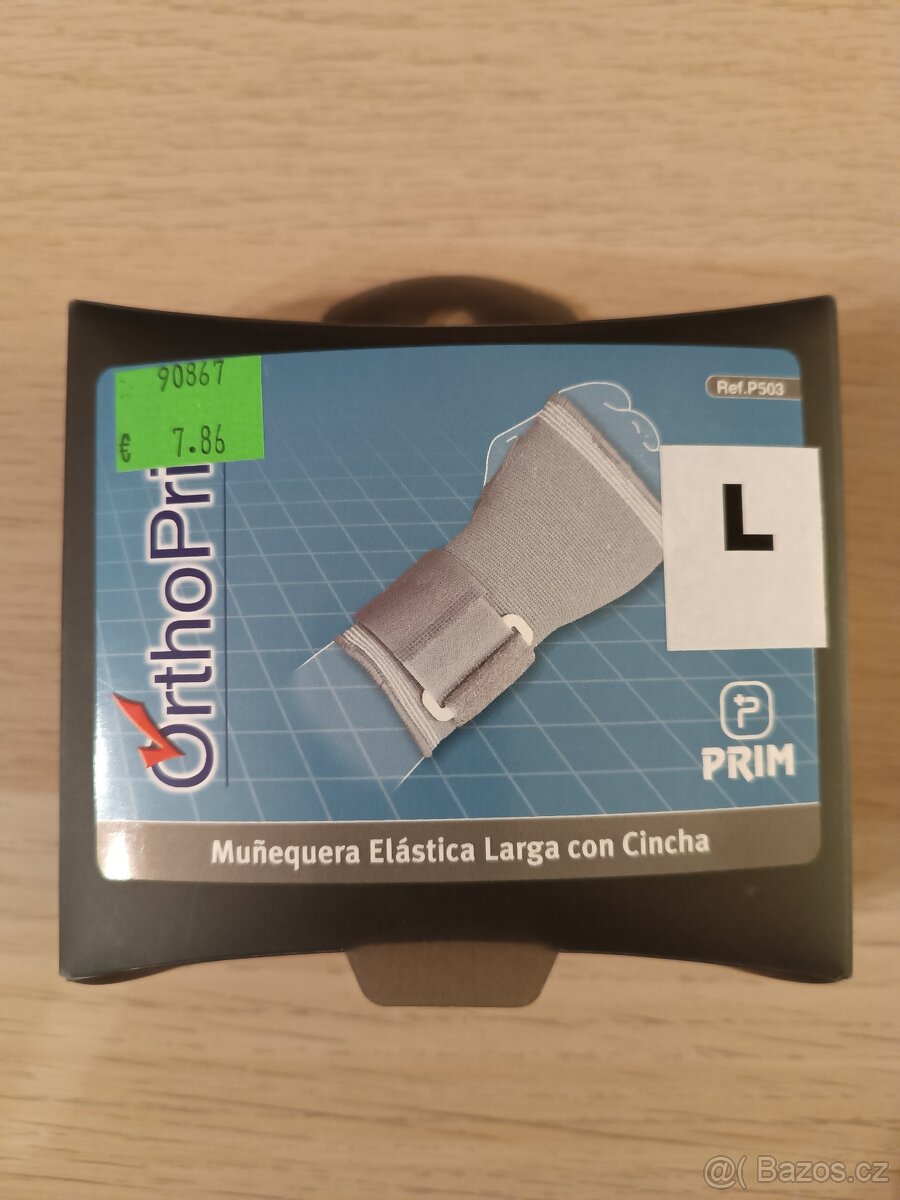 90867
€ 7.86
Ref.P503
L
OrthoPri
PRIM
Muñequera Elástica Larga con Cincha
@( Bazos.cz